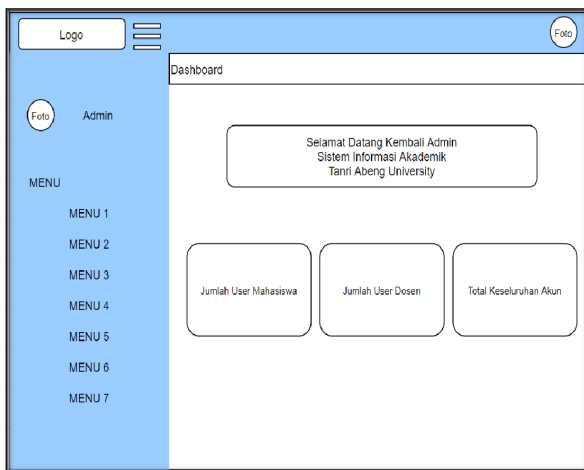 Logo
Foto
Dashboard
Foto
Admin
Selamat Datang Kembali Admin
Sistem Informasi Akademik
Tanri Abeng University
MENU
MENU 1
MENU 2
MENU 3
MENU 4
MENU 5
MENU 6
MENU 7
Jumlah User Mahasiswa
Jumlah User Dosen
Total Keseluruhan Akun